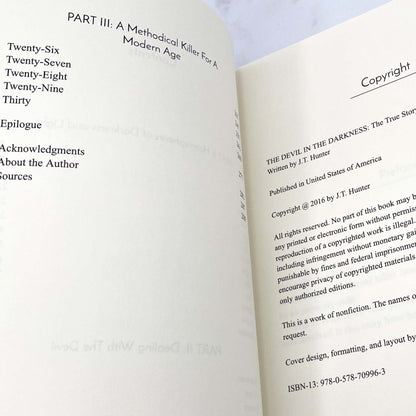 PART III: A Methodical Killer For A
Modern Age
Twenty-Six
Twenty-Seven
Twenty-Eight
Twenty-Nine
Thirty
Epilogue
Acknowledgments
About the Author
Sources
Copyright
THE DEVIL IN THE DARKNESS: The True Story
Written by J.T. Hunter
Published in United States of America
Copyright @ 2016 by J.T. Hunter
All rights reserved. No part of this book may be
any printed or electronic form without permis
reproduction of a copyrighted work is illegal.
including infringement without monetary gai
punishable by fines and federal imprisonmen
encourage privacy of copyrighted materials.
only authorized editions.
This is a work of nonfiction. The names o
request.
Cover design, formatting, and layout by
ISBN-13: 978-0-578-70996-3